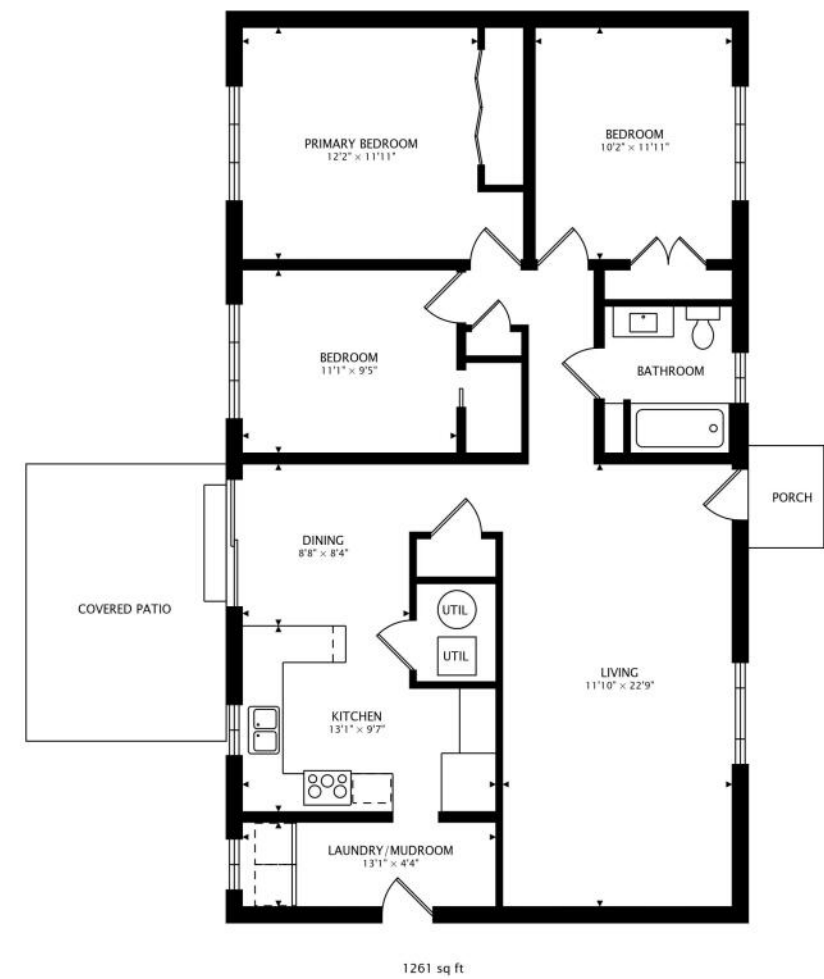 PRIMARY BEDROOM
12'2" × 11'11"
BEDROOM
10'2" × 11'11"
BEDROOM
11'1" × 9'5"
BATHROOM
PORCH
DINING
8'8" × 8'4"
COVERED PATIO
UTIL
UTIL
LIVING
11'10" × 22'9"
KITCHEN
13'1" × 9'7"
LAUNDRY/MUDROOM
13'1" × 4'4"
1261 sq ft